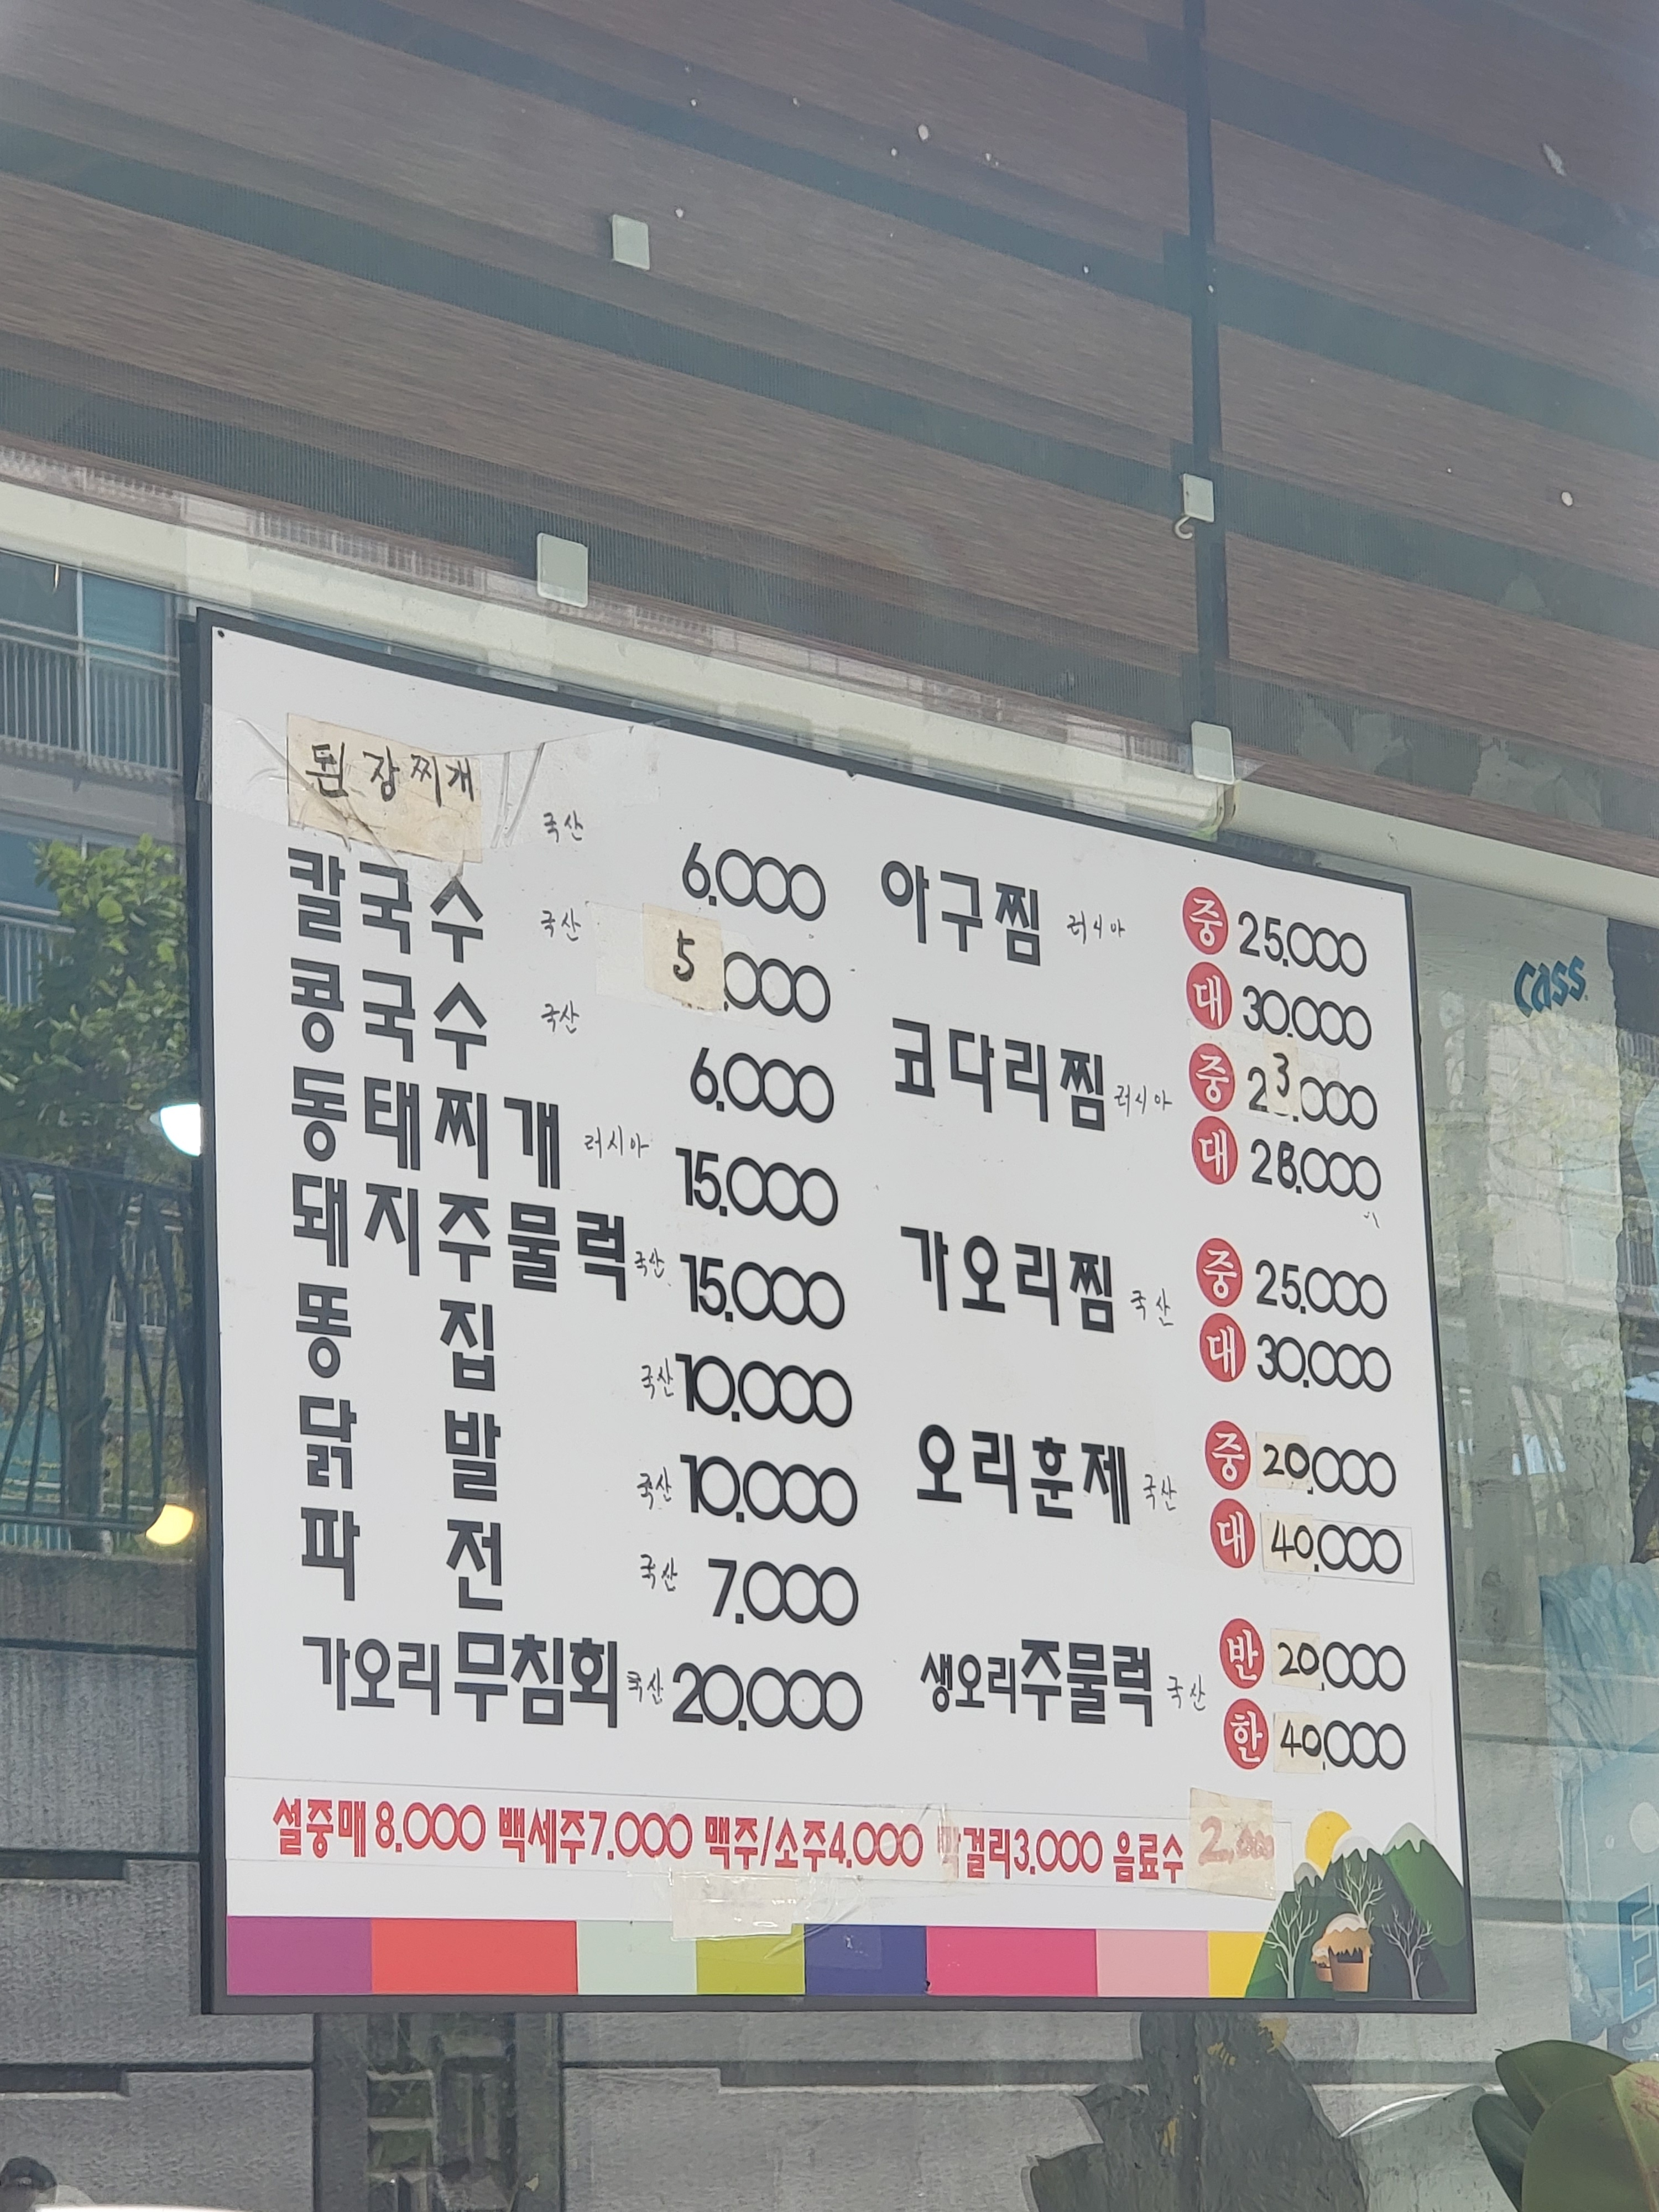 된장찌개 국산 6.000
칼국수 국산 5.000
콩국수 국산 6.000
동태찌개 러시아 15.000
돼지주물럭 국산 15.000
똥집 국산 10.000
닭발 국산 10.000
파전 국산 7.000
가오리무침회 국산 20.000
아구찜 러시아 중 25.000
대 30.000
코다리찜 러시아 중 23.000
대 28.000
가오리찜 국산 중 25.000
대 30.000
오리훈제 국산 중 20.000
대 40.000
생오리주물럭 국산 반 20.000
한 40.000
설중매 8.000 백세주 7.000 맥주/소주 4.000 막걸리 3.000 음료수 2,000
cass